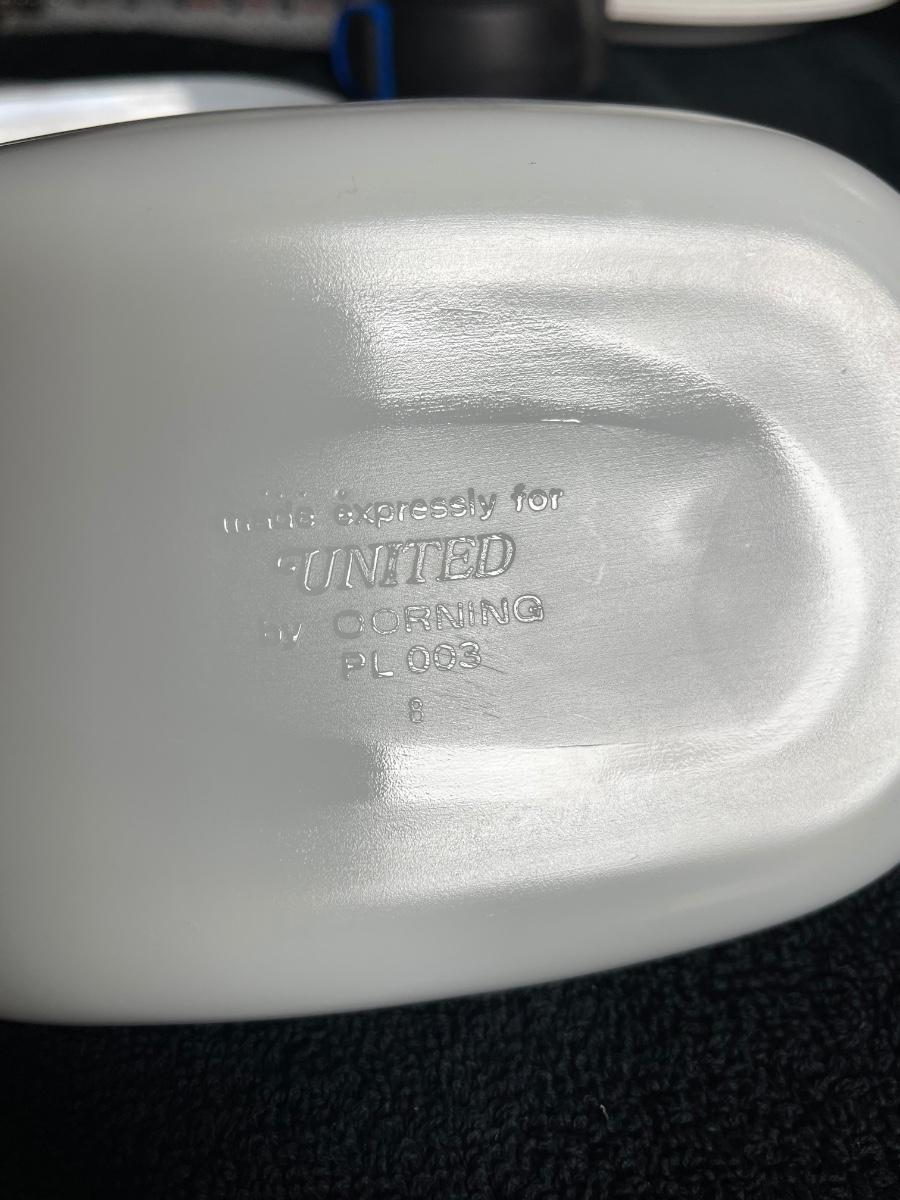 made expressly for
UNITED
by CORNING
PL 003
8